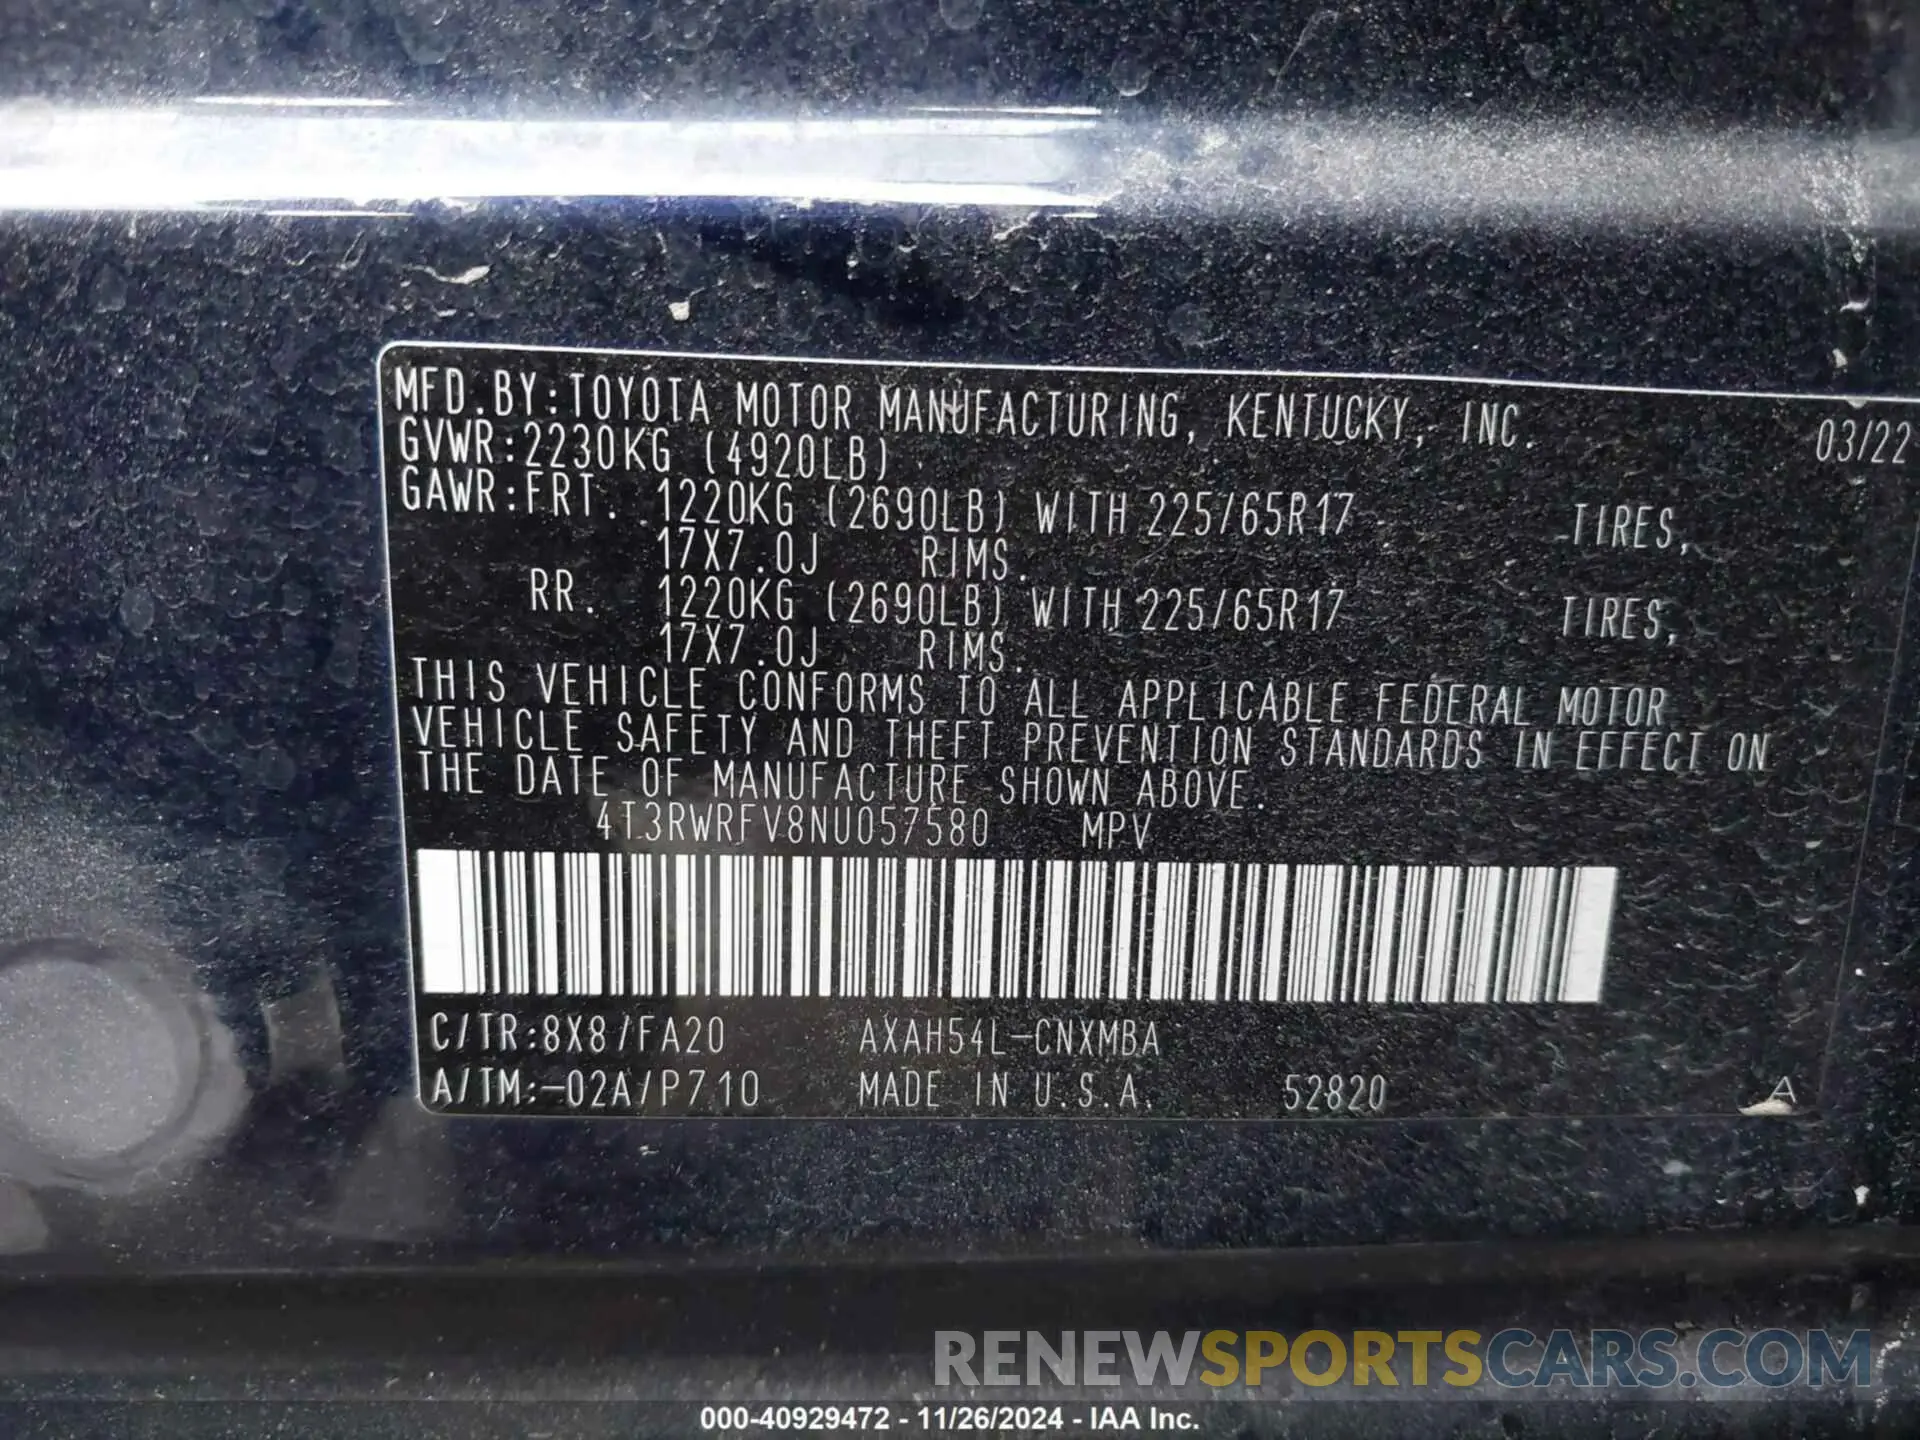 MFD.BY:TOYOTA MOTOR MANUFACTURING, KENTUCKY, INC. 03/22
GVWR:2230KG (4920LB)
GAWR:FRT. 1220KG (2690LB) WITH 225/65R17 TIRES,
17X7.0J RIMS.
RR. 1220KG (2690LB) WITH 225/65R17 TIRES,
17X7.0J RIMS.
THIS VEHICLE CONFORMS TO ALL APPLICABLE FEDERAL MOTOR
VEHICLE SAFETY AND THEFT PREVENTION STANDARDS IN EFFECT ON
THE DATE OF MANUFACTURE SHOWN ABOVE.
4T3RWRFV8NU057580 MPV
C/TR:8X8/FA20 AXAH54L-CNXMBA
A/TM:-02A/P710 MADE IN U.S.A. 52820 A
RENEWSPORTSCARS.COM
000-40929472 - 11/26/2024 - IAA Inc.